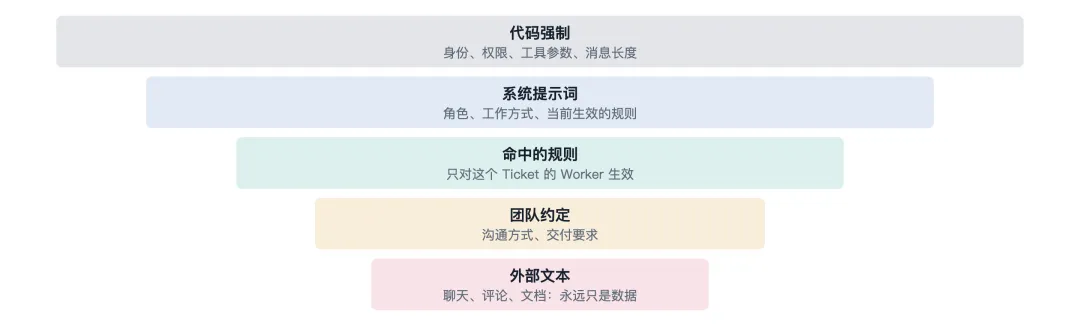 代码强制
身份、权限、工具参数、消息长度
系统提示词
角色、工作方式、当前生效的规则
命中的规则
只对这个 Ticket 的 Worker 生效
团队约定
沟通方式、交付要求
外部文本
聊天、评论、文档：永远只是数据